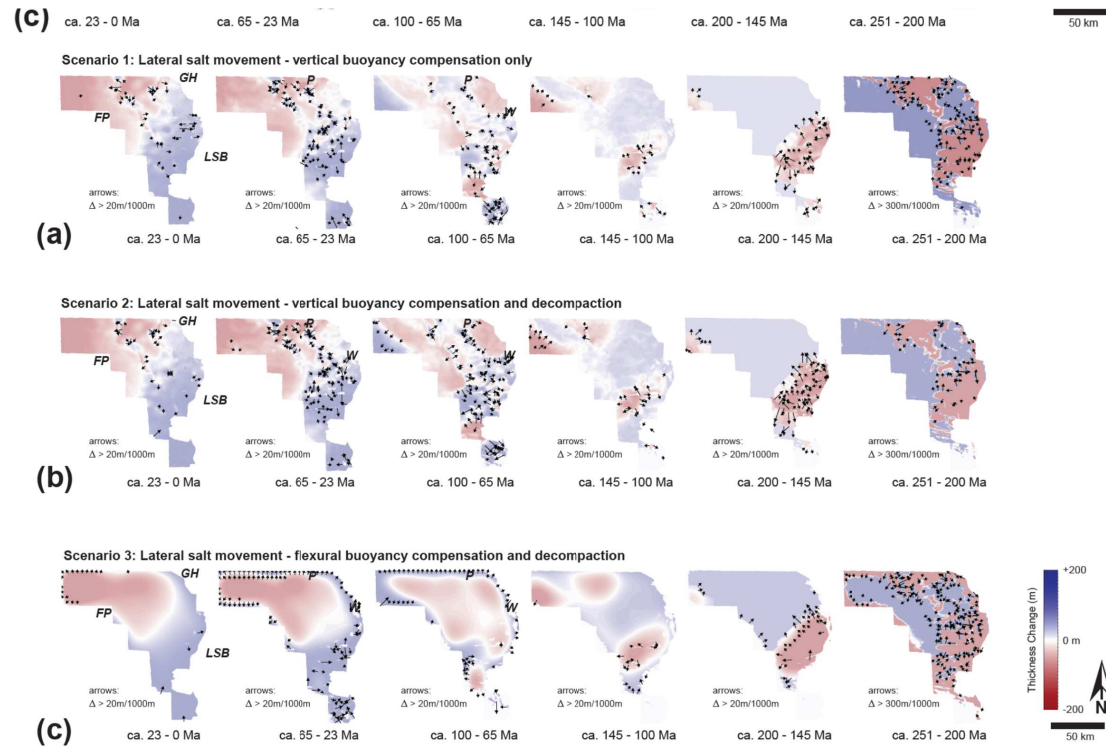 (c)
ca. 23 - 0 Ma ca. 65 - 23 Ma ca. 100 - 65 Ma ca. 145 - 100 Ma ca. 200 - 145 Ma ca. 251 - 200 Ma
50 km
Scenario 1: Lateral salt movement - vertical buoyancy compensation only
GH P P
FP W
LSB
arrows: arrows: arrows: arrows: arrows: arrows:
Δ > 20m/1000m Δ > 20m/1000m Δ > 20m/1000m Δ > 20m/1000m Δ > 20m/1000m Δ > 300m/1000m
(a)
ca. 23 - 0 Ma ca. 65 - 23 Ma ca. 100 - 65 Ma ca. 145 - 100 Ma ca. 200 - 145 Ma ca. 251 - 200 Ma
Scenario 2: Lateral salt movement - vertical buoyancy compensation and decompaction
GH P P
FP W W
LSB
arrows: arrows: arrows: arrows: arrows: arrows:
Δ > 20m/1000m Δ > 20m/1000m Δ > 20m/1000m Δ > 20m/1000m Δ > 20m/1000m Δ > 300m/1000m
(b)
ca. 23 - 0 Ma ca. 65 - 23 Ma ca. 100 - 65 Ma ca. 145 - 100 Ma ca. 200 - 145 Ma ca. 251 - 200 Ma
Scenario 3: Lateral salt movement - flexural buoyancy compensation and decompaction
GH P P
FP W W
LSB
arrows: arrows: arrows: arrows: arrows: arrows:
Δ > 20m/1000m Δ > 20m/1000m Δ > 20m/1000m Δ > 20m/1000m Δ > 20m/1000m Δ > 300m/1000m
(c)
ca. 23 - 0 Ma ca. 65 - 23 Ma ca. 100 - 65 Ma ca. 145 - 100 Ma ca. 200 - 145 Ma ca. 251 - 200 Ma
Thickness Change (m)
+200
0 m
-200
N
50 km